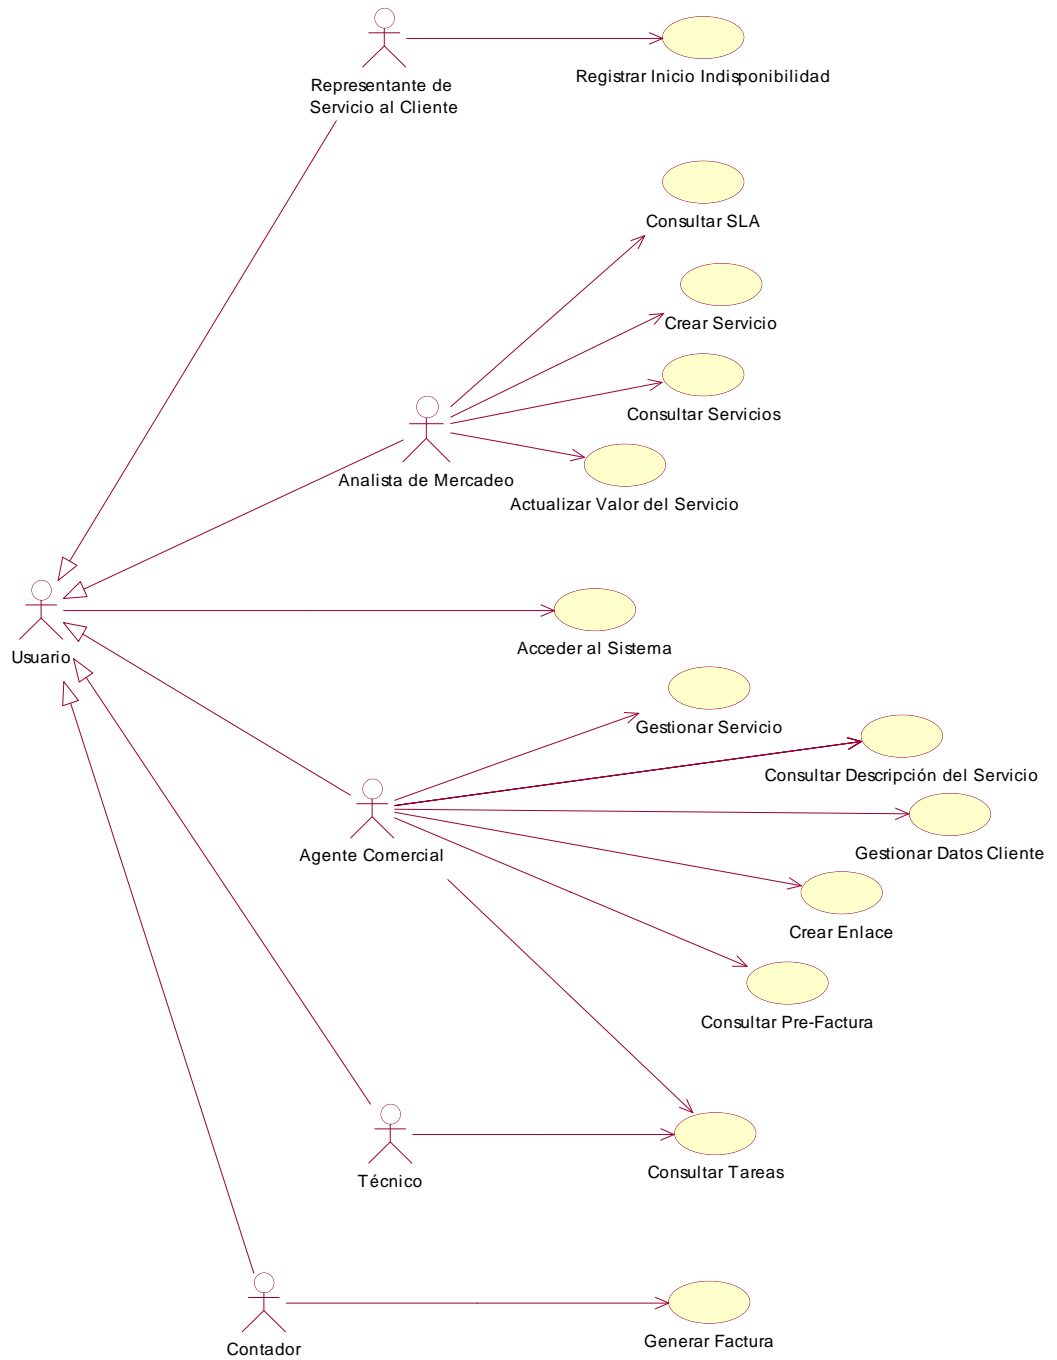 Representante de
Servicio al Cliente
Registrar Inicio Indisponibilidad
Consultar SLA
Crear Servicio
Consultar Servicios
Analista de Mercadeo
Actualizar Valor del Servicio
Usuario
Acceder al Sistema
Gestionar Servicio
Consultar Descripción del Servicio
Agente Comercial
Gestionar Datos Cliente
Crear Enlace
Consultar Pre-Factura
Técnico
Consultar Tareas
Contador
Generar Factura